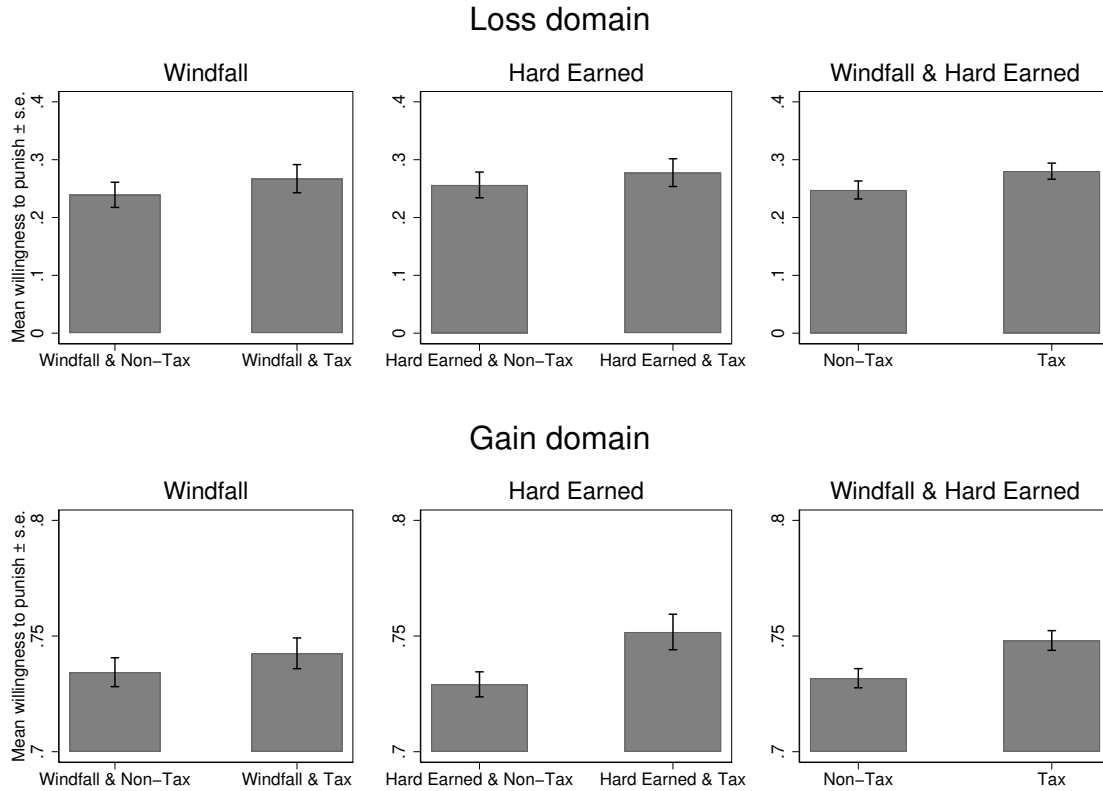 Loss domain
Windfall
Hard Earned
Windfall & Hard Earned
Mean willingness to punish ± s.e.
.4
.3
.2
.1
0
Windfall & Non−Tax
Windfall & Tax
.4
.3
.2
.1
0
Hard Earned & Non−Tax
Hard Earned & Tax
.4
.3
.2
.1
0
Non−Tax
Tax
Gain domain
Windfall
Hard Earned
Windfall & Hard Earned
Mean willingness to punish ± s.e.
.8
.75
.7
Windfall & Non−Tax
Windfall & Tax
.8
.75
.7
Hard Earned & Non−Tax
Hard Earned & Tax
.8
.75
.7
Non−Tax
Tax